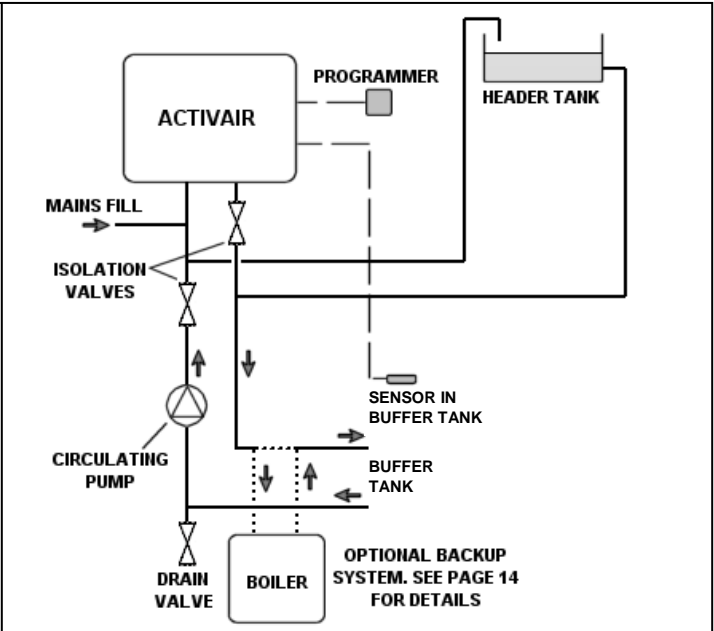 PROGRAMMER
HEADER TANK
ACTIVAIR
MAINS FILL
ISOLATION
VALVES
SENSOR IN
BUFFER TANK
CIRCULATING
PUMP
BUFFER
TANK
DRAIN
VALVE
BOILER
OPTIONAL BACKUP
SYSTEM. SEE PAGE 14
FOR DETAILS